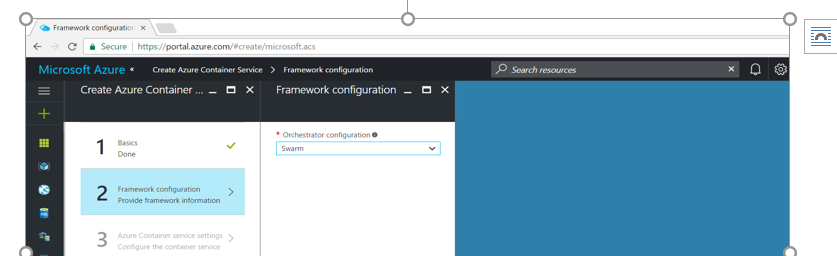 Framework configuration
Secure https://portal.azure.com/#create/microsoft.acs
Microsoft Azure Create Azure Container Service > Framework configuration Search resources
Create Azure Container ... Framework configuration
1 Basics
Done
* Orchestrator configuration
Swarm
2 Framework configuration
Provide framework information
3 Azure Container service settings
Configure the container service